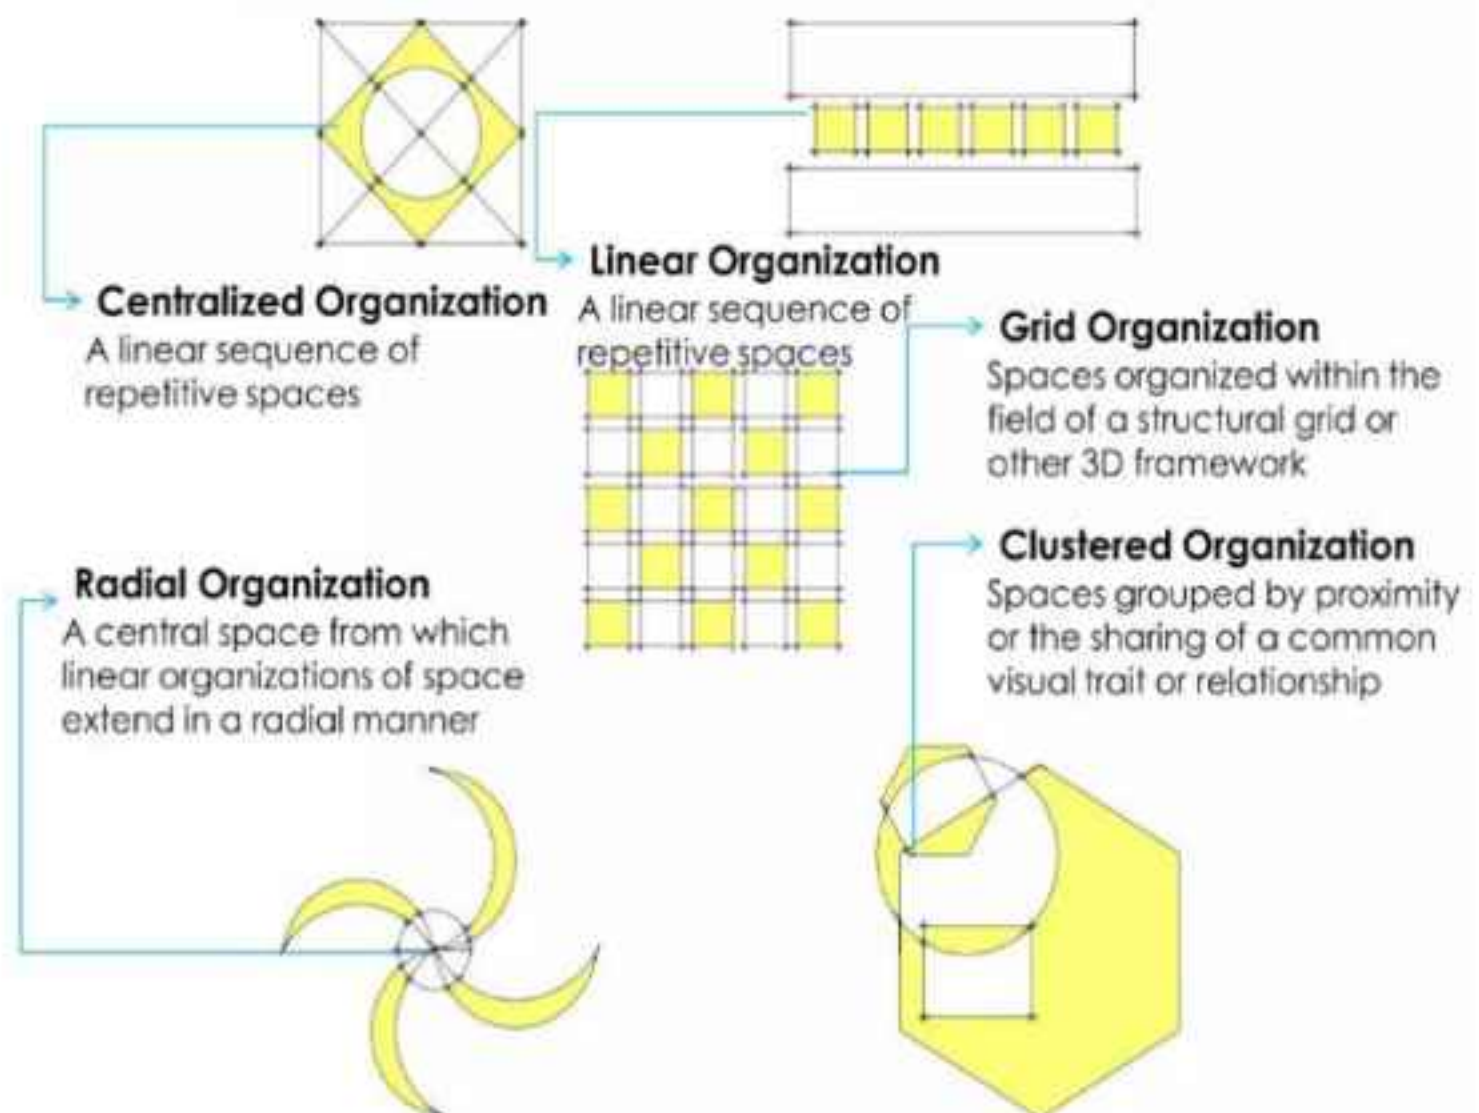 Centralized Organization
A linear sequence of
repetitive spaces
Linear Organization
A linear sequence of
repetitive spaces
Grid Organization
Spaces organized within the
field of a structural grid or
other 3D framework
Radial Organization
A central space from which
linear organizations of space
extend in a radial manner
Clustered Organization
Spaces grouped by proximity
or the sharing of a common
visual trait or relationship